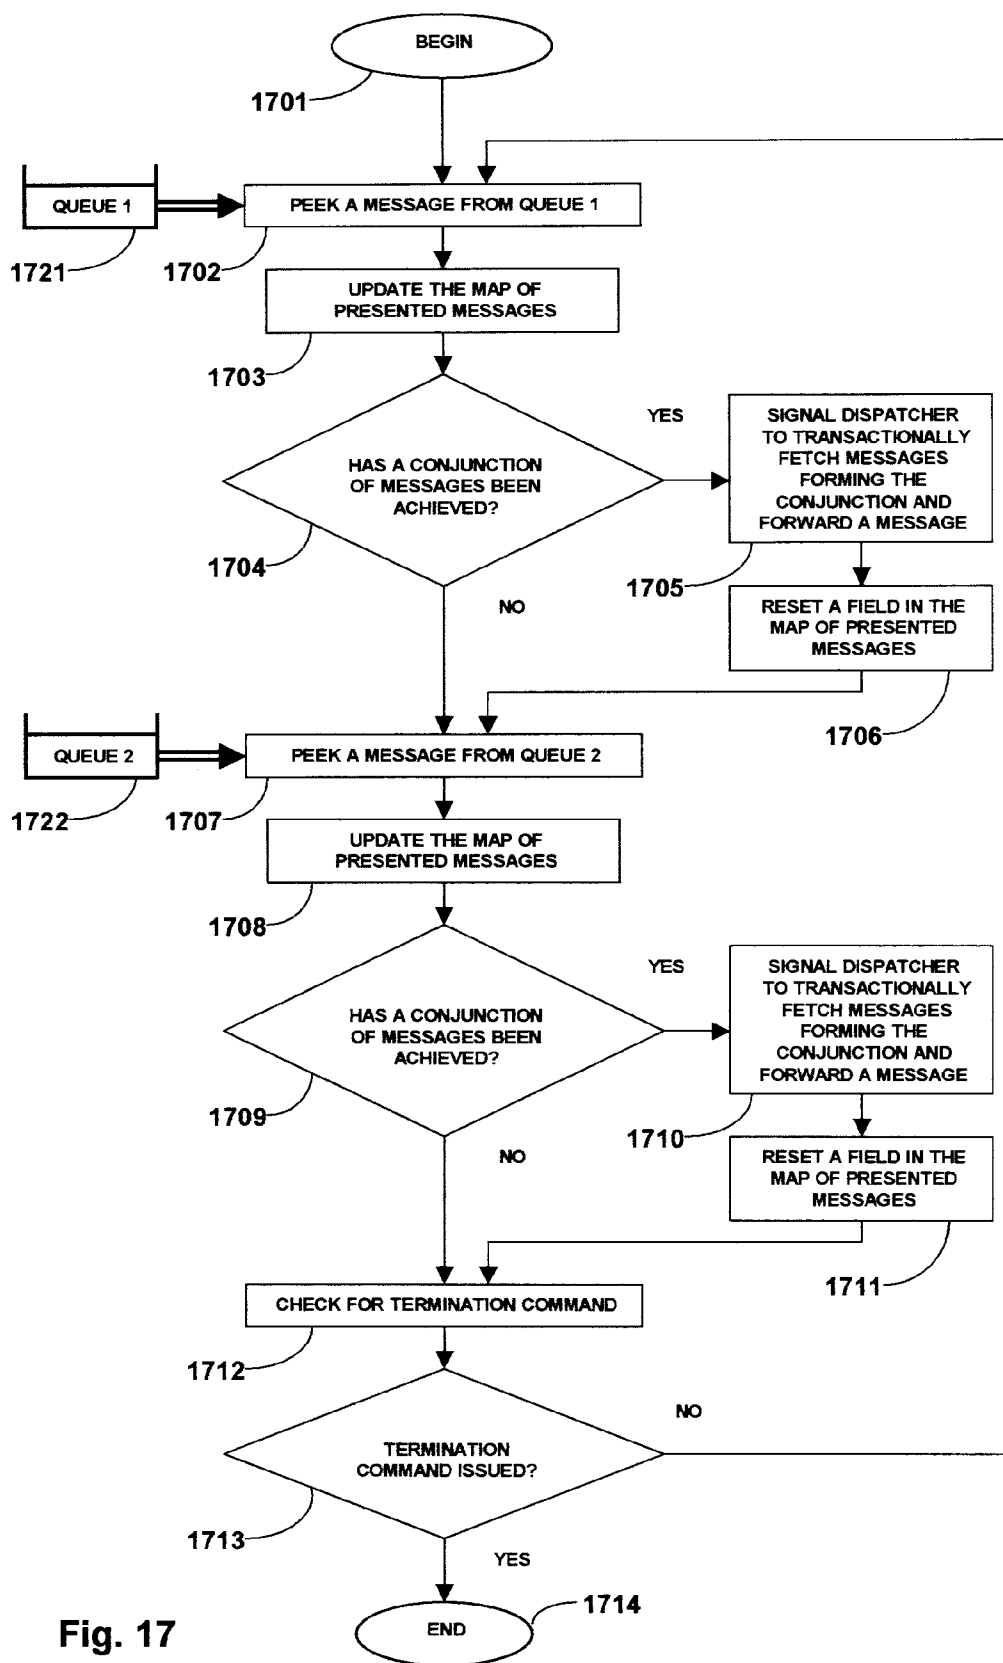 BEGIN
1701
QUEUE 1
PEEK A MESSAGE FROM QUEUE 1
1721
1702
UPDATE THE MAP OF
PRESENTED MESSAGES
1703
HAS A CONJUNCTION
OF MESSAGES BEEN
ACHIEVED?
YES
SIGNAL DISPATCHER
TO TRANSACTIONALLY
FETCH MESSAGES
FORMING THE
CONJUNCTION AND
FORWARD A MESSAGE
1704
1705
NO
RESET A FIELD IN THE
MAP OF PRESENTED
MESSAGES
1706
QUEUE 2
PEEK A MESSAGE FROM QUEUE 2
1722
1707
UPDATE THE MAP OF
PRESENTED MESSAGES
1708
HAS A CONJUNCTION
OF MESSAGES BEEN
ACHIEVED?
YES
SIGNAL DISPATCHER
TO TRANSACTIONALLY
FETCH MESSAGES
FORMING THE
CONJUNCTION AND
FORWARD A MESSAGE
1709
1710
NO
RESET A FIELD IN THE
MAP OF PRESENTED
MESSAGES
1711
CHECK FOR TERMINATION COMMAND
1712
TERMINATION
COMMAND ISSUED?
NO
1713
YES
END
1714
Fig. 17